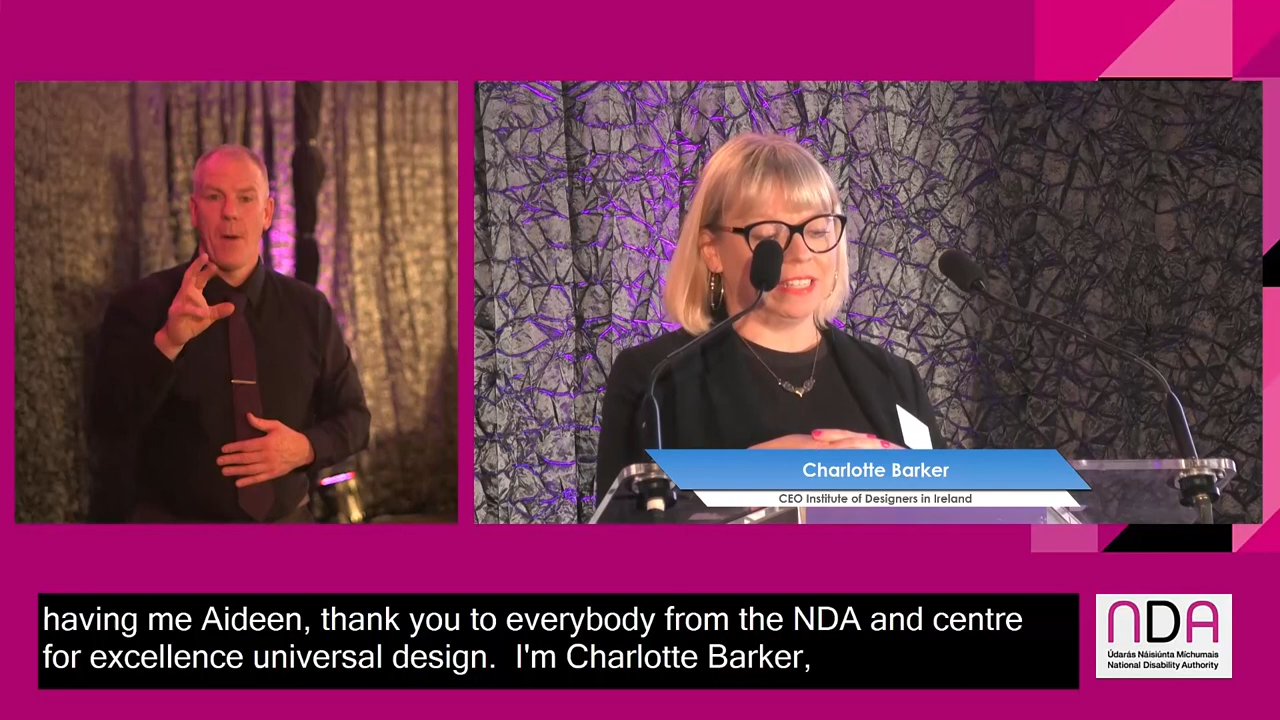 Charlotte Barker
CEO Institute of Designers in Ireland
having me Aideen, thank you to everybody from the NDA and centre
for excellence universal design.  I'm Charlotte Barker,
NDA
Údarás Náisiúnta Míchumais
National Disability Authority